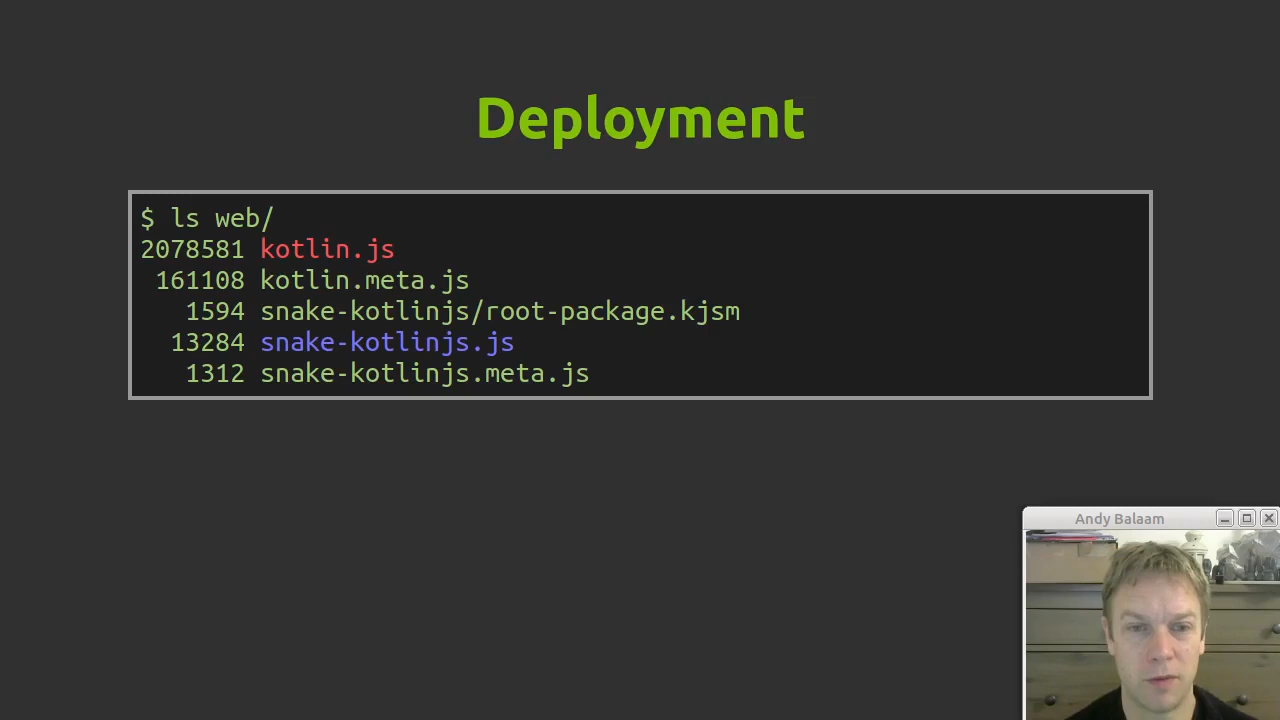 Deployment
$ ls web/
2078581 kotlin.js
161108 kotlin.meta.js
1594 snake-kotlinjs/root-package.kjsm
13284 snake-kotlinjs.js
1312 snake-kotlinjs.meta.js
Andy Balaam